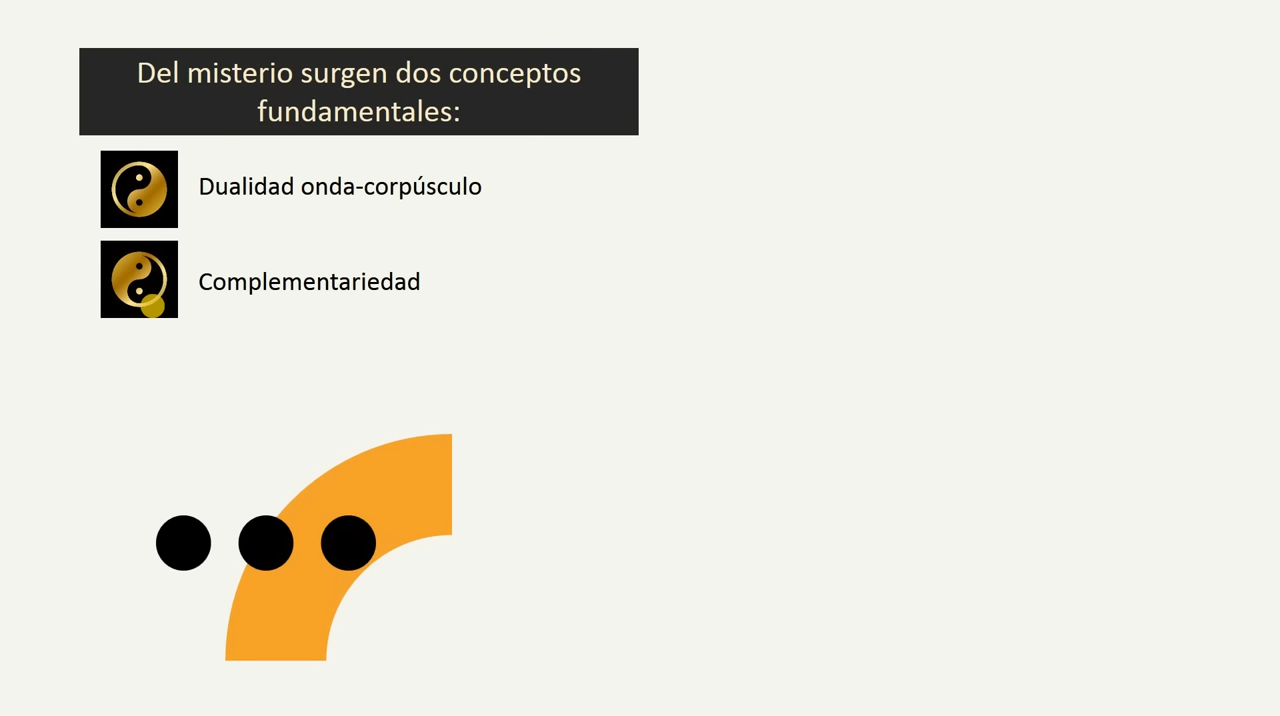 Del misterio surgen dos conceptos
fundamentales:
Dualidad onda-corpúsculo
Complementariedad